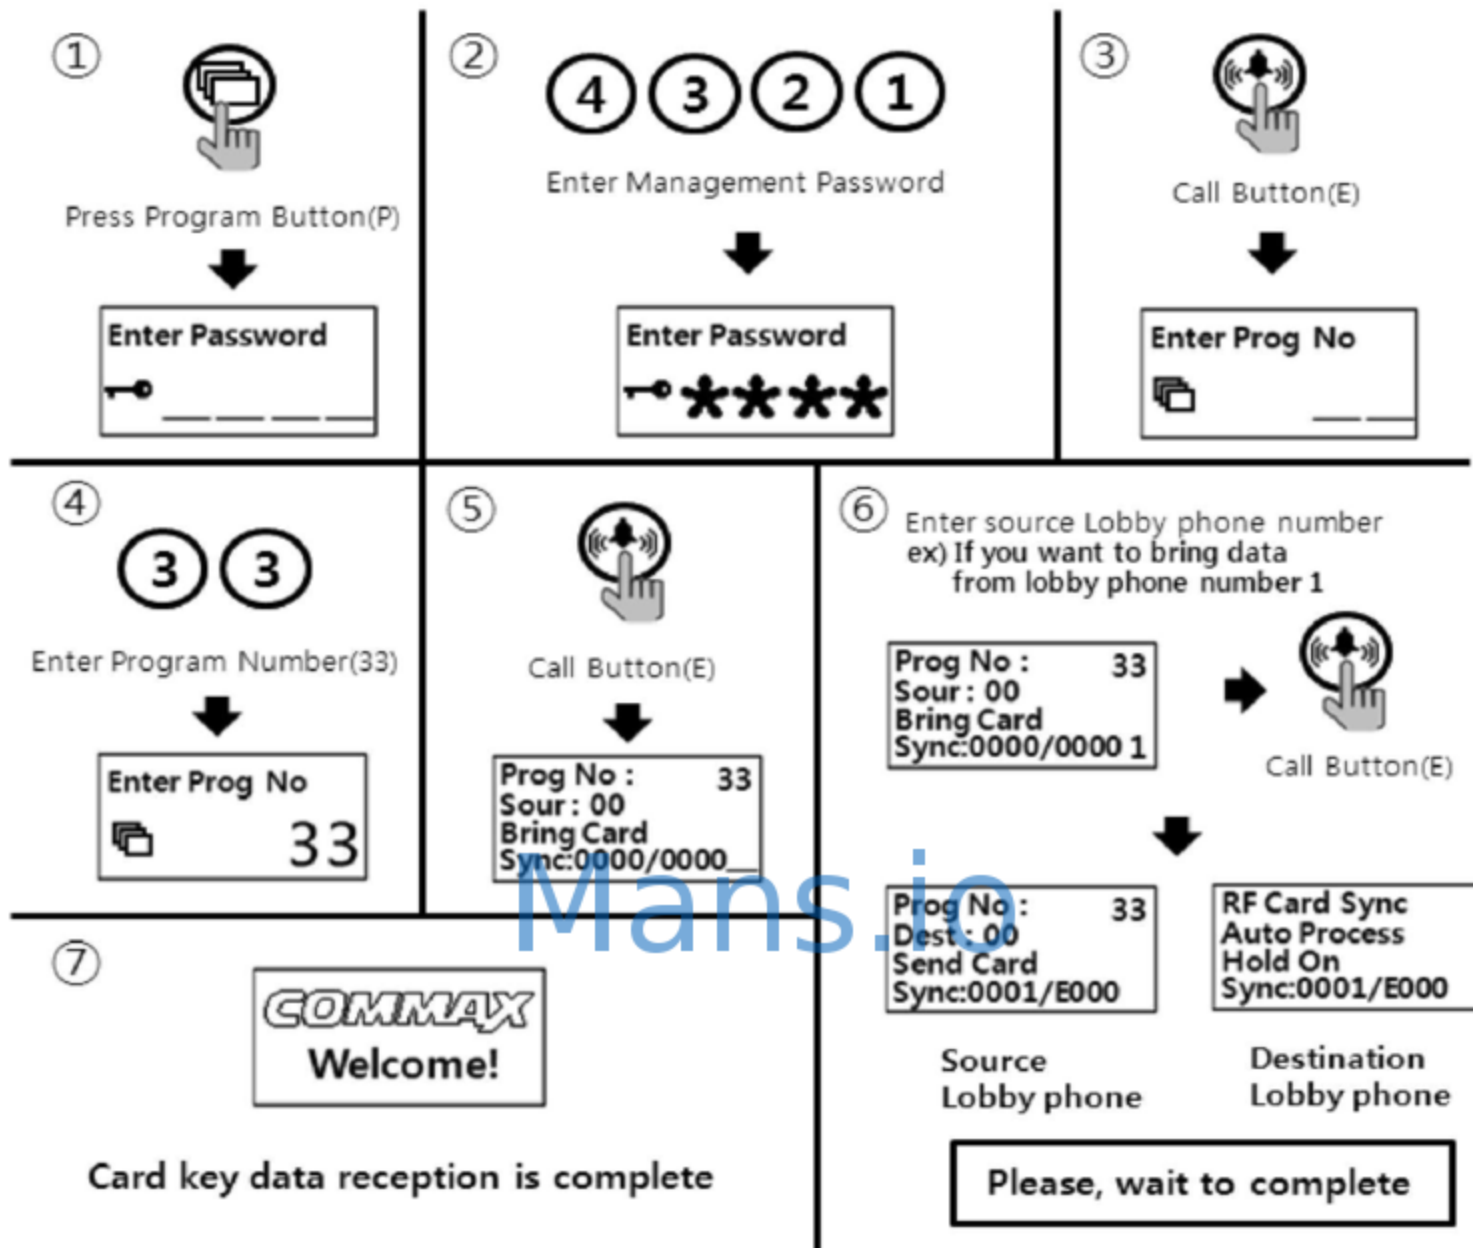 ①
Press Program Button(P)
Enter Password
②
4 3 2 1
Enter Management Password
Enter Password
③
Call Button(E)
Enter Prog No
④
3 3
Enter Program Number(33)
Enter Prog No
33
⑤
Call Button(E)
Prog No : 33
Sour : 00
Bring Card
Sync:0000/0000__
⑥
Enter source Lobby phone number
ex) If you want to bring data
from lobby phone number 1
Prog No : 33
Sour : 00
Bring Card
Sync:0000/0000 1
Call Button(E)
Prog No : 33
Dest : 00
Send Card
Sync:0001/E000
Source
Lobby phone
RF Card Sync
Auto Process
Hold On
Sync:0001/E000
Destination
Lobby phone
Please, wait to complete
⑦
COMMAX
Welcome!
Card key data reception is complete
Mans.io